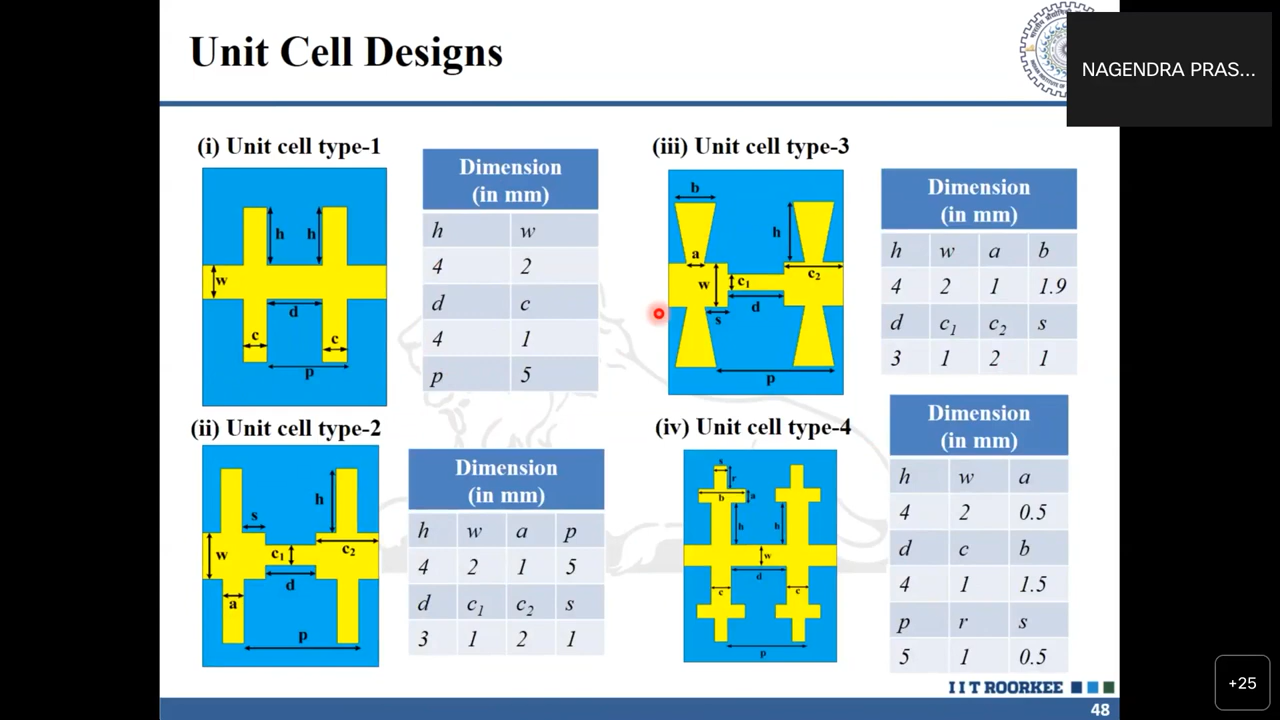 Unit Cell Designs
NAGENDRA PRAS...
(i) Unit cell type-1
h h
w
d
c c
p
Dimension
(in mm)
h w
4 2
d c
4 1
p 5
(iii) Unit cell type-3
b
h
a
w c1 c2
d
s
p
Dimension
(in mm)
h w a b
4 2 1 1.9
d c1 c2 s
3 1 2 1
(ii) Unit cell type-2
h
s
w c1 c2
d
a
p
Dimension
(in mm)
h w a p
4 2 1 5
d c1 c2 s
3 1 2 1
(iv) Unit cell type-4
s
r
b a
h h
w
d
c c
p
Dimension
(in mm)
h w a
4 2 0.5
d c b
4 1 1.5
p r s
5 1 0.5
I I T ROORKEE
48
+25